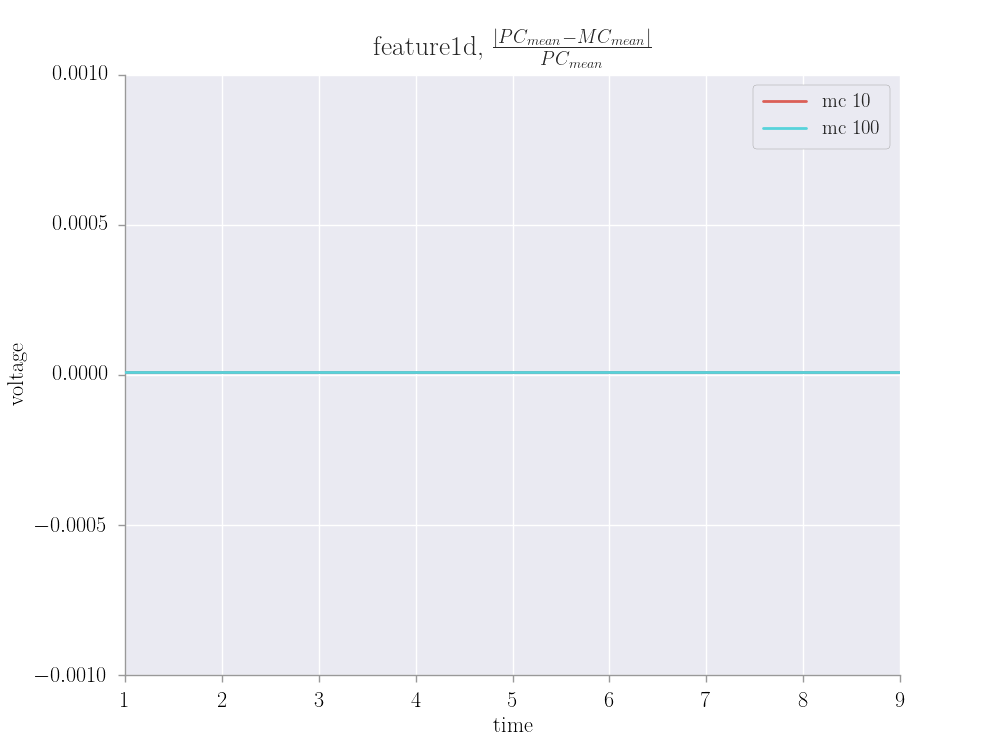 feature1d, |PC_mean−MC_mean| / PC_mean
0.0010
0.0005
0.0000
−0.0005
−0.0010
voltage
mc 10
mc 100
1 2 3 4 5 6 7 8 9
time